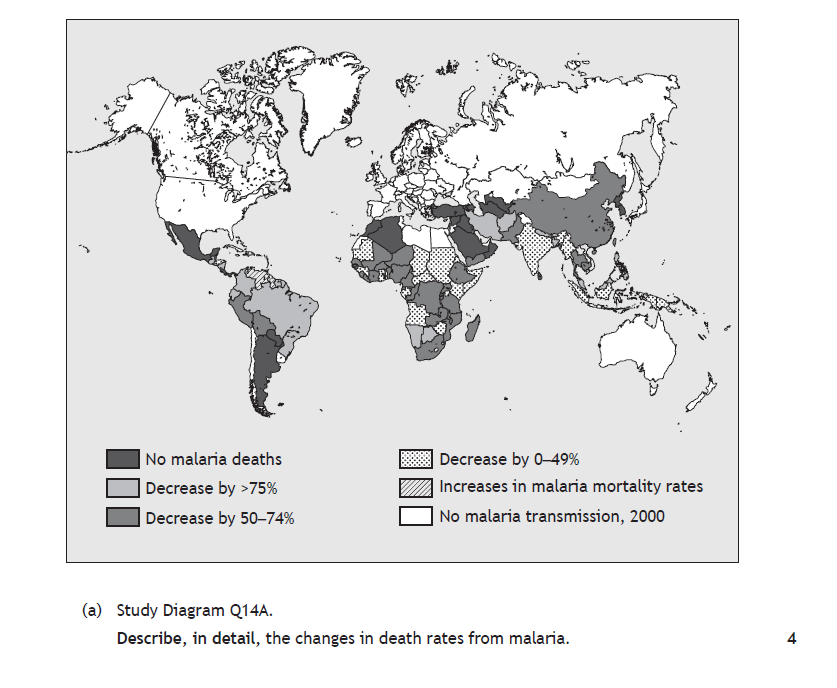 No malaria deaths
Decrease by >75%
Decrease by 50–74%
Decrease by 0–49%
Increases in malaria mortality rates
No malaria transmission, 2000
(a) Study Diagram Q14A.
Describe, in detail, the changes in death rates from malaria. 4